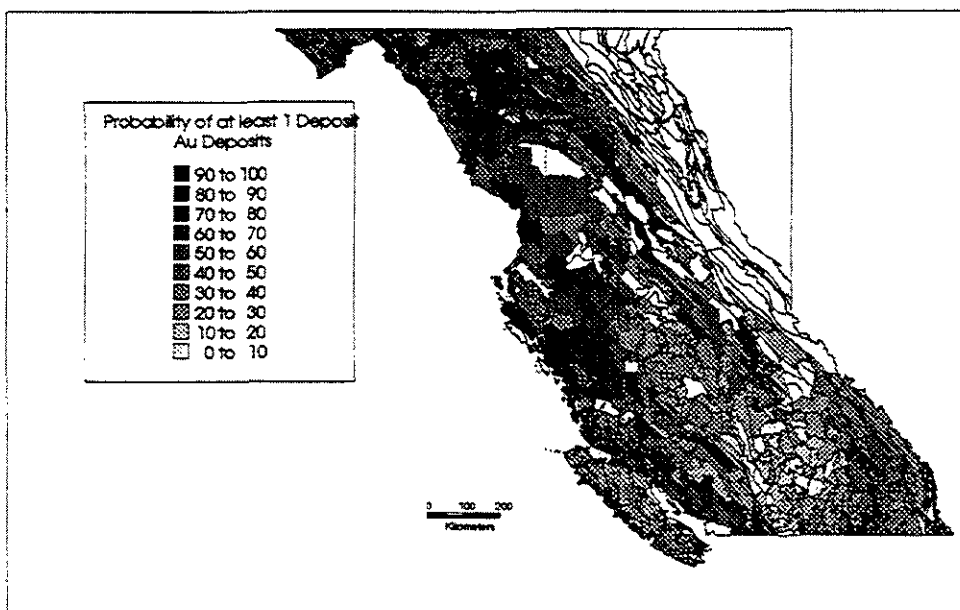 Probability of at least 1 Deposit
Au Deposits
90 to 100
80 to 90
70 to 80
60 to 70
50 to 60
40 to 50
30 to 40
20 to 30
10 to 20
0 to 10
0 100 200
Kilometers